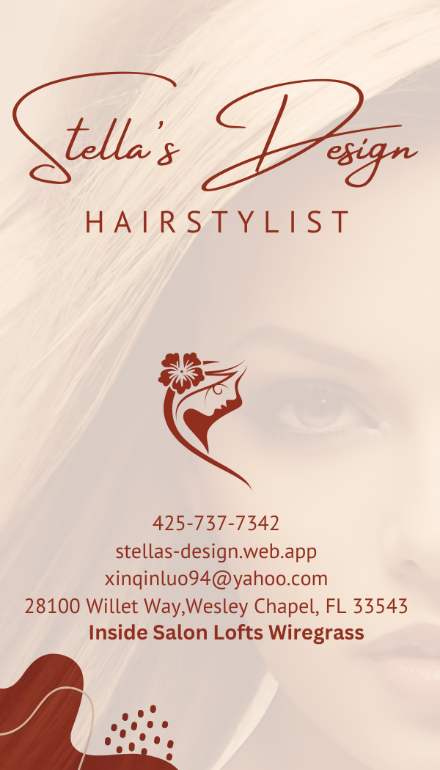 Stella's Design
HAIRSTYLIST
425-737-7342
stellas-design.web.app
xinqinluo94@yahoo.com
28100 Willet Way,Wesley Chapel, FL 33543
Inside Salon Lofts Wiregrass